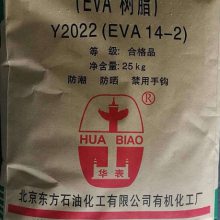 (EVA 树脂)
Y2022(EVA 14-2)
等 级: 合格品
净含量: 25kg
防潮 防晒 禁用手钩
HUA BIAO
®
华表
北京东方石油化工有限公司有机化工厂